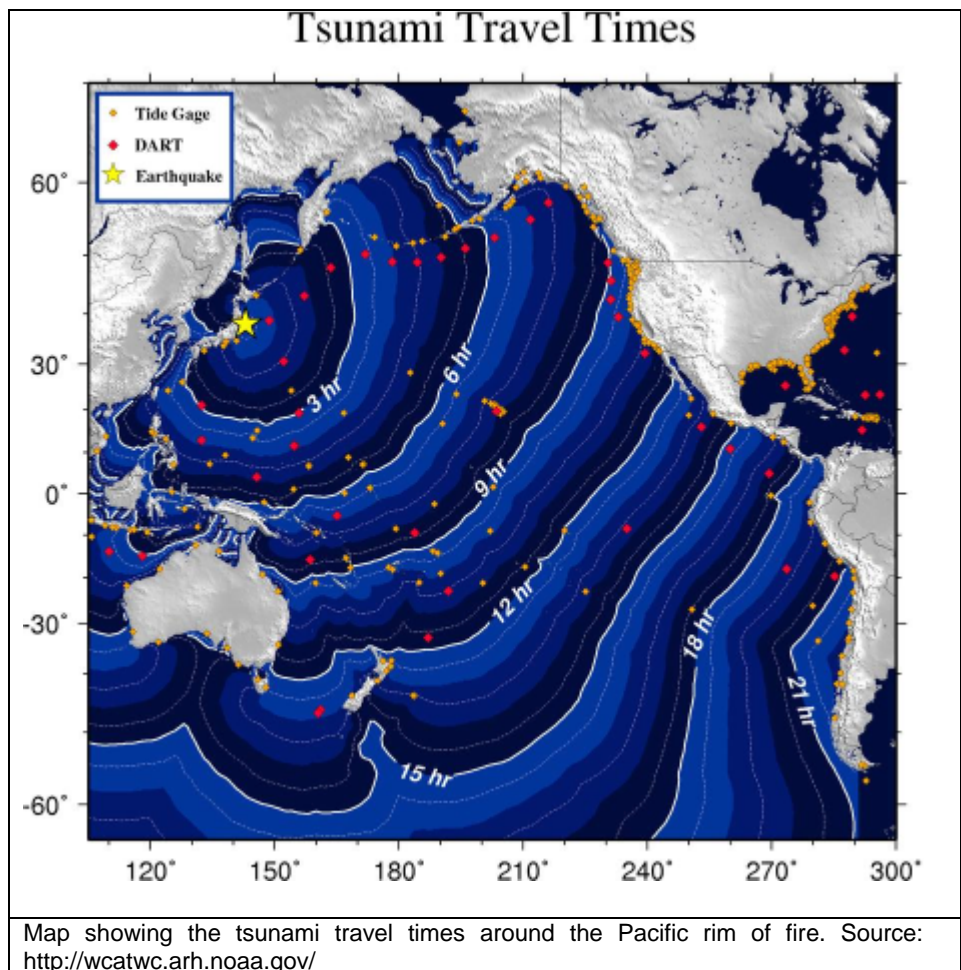 Tsunami Travel Times
Tide Gage
DART
Earthquake
60°
30°
0°
-30°
-60°
3 hr
6 hr
9 hr
12 hr
15 hr
18 hr
21 hr
120° 150° 180° 210° 240° 270° 300°
Map showing the tsunami travel times around the Pacific rim of fire. Source:
http://wcatwc.arh.noaa.gov/